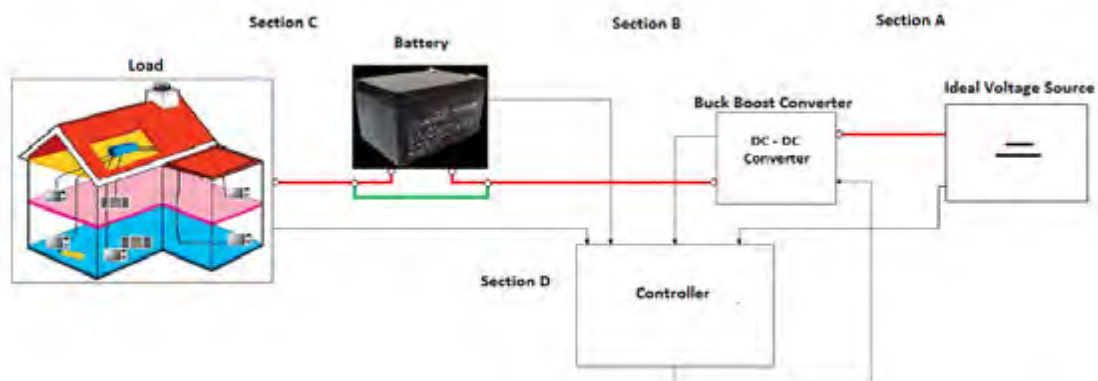 Section C
Section B
Section A
Battery
Load
Ideal Voltage Source
Buck Boost Converter
DC - DC
Converter
Section D
Controller